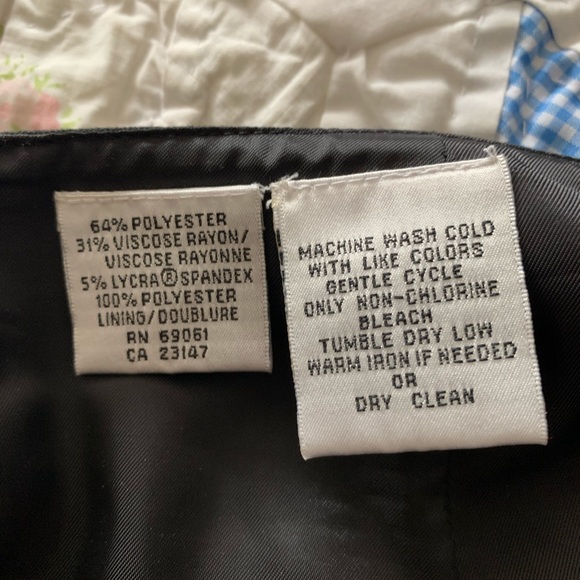 64% POLYESTER
31% VISCOSE RAYON/
VISCOSE RAYONNE
5% LYCRA® SPANDEX
100% POLYESTER
LINING/DOUBLURE
RN 69061
CA 23147
MACHINE WASH COLD
WITH LIKE COLORS
GENTLE CYCLE
ONLY NON-CHLORINE
BLEACH
TUMBLE DRY LOW
WARM IRON IF NEEDED
OR
DRY CLEAN